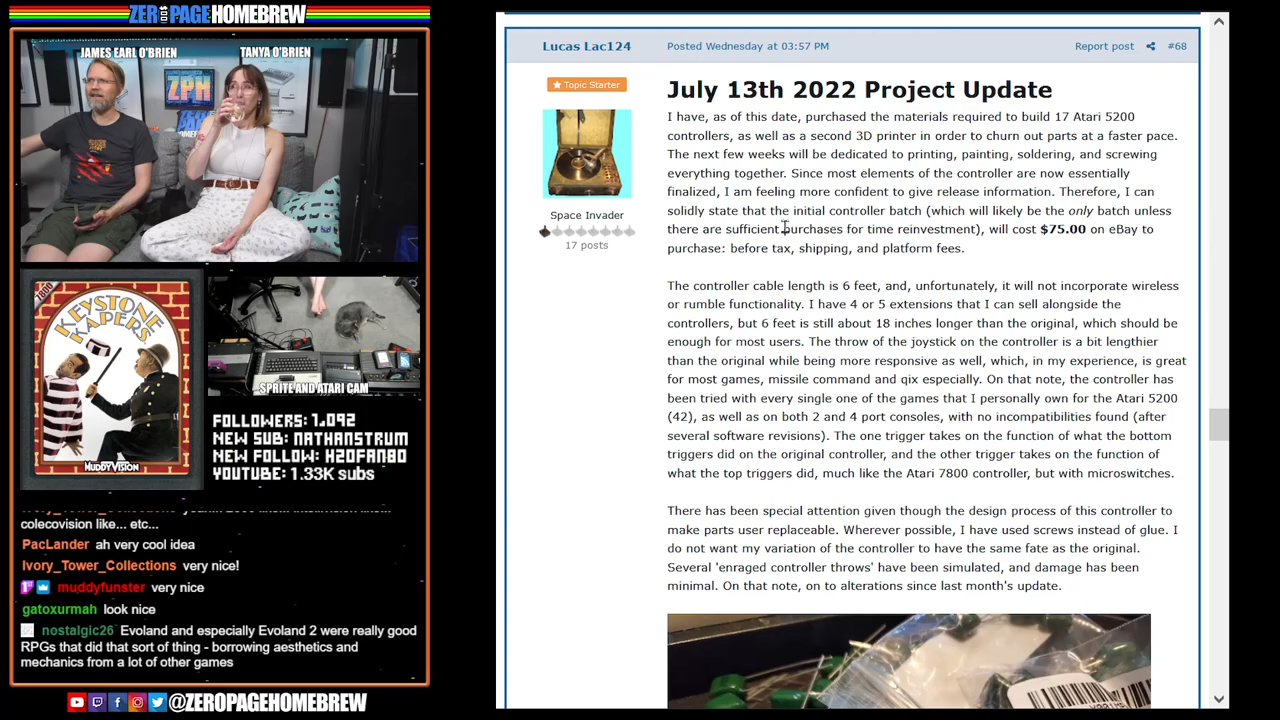 ZERO PAGE HOMEBREW
JAMES EARL O'BRIEN
TANYA O'BRIEN
ZPH
7800
KEYSTONE
KAPERS
MUDDYVISION
SPRITE AND ATARI CAM
FOLLOWERS: 1,092
NEW SUB: NATHANSTRUM
NEW FOLLOW: H2OFAN80
YOUTUBE: 1.33K SUBS
colecovision like... etc...
PacLander ah very cool idea
Ivory_Tower_Collections very nice!
muddyfunster very nice
gatoxurmah look nice
nostalgic26 Evoland and especially Evoland 2 were really good
RPGs that did that sort of thing - borrowing aesthetics and
mechanics from a lot of other games
@ZEROPAGEHOMEBREW
Lucas Lac124
Posted Wednesday at 03:57 PM
Report post
#68
Topic Starter
Space Invader
17 posts
July 13th 2022 Project Update
I have, as of this date, purchased the materials required to build 17 Atari 5200
controllers, as well as a second 3D printer in order to churn out parts at a faster pace.
The next few weeks will be dedicated to printing, painting, soldering, and screwing
everything together. Since most elements of the controller are now essentially
finalized, I am feeling more confident to give release information. Therefore, I can
solidly state that the initial controller batch (which will likely be the only batch unless
there are sufficient purchases for time reinvestment), will cost $75.00 on eBay to
purchase: before tax, shipping, and platform fees.
The controller cable length is 6 feet, and, unfortunately, it will not incorporate wireless
or rumble functionality. I have 4 or 5 extensions that I can sell alongside the
controllers, but 6 feet is still about 18 inches longer than the original, which should be
enough for most users. The throw of the joystick on the controller is a bit lengthier
than the original while being more responsive as well, which, in my experience, is great
for most games, missile command and qix especially. On that note, the controller has
been tried with every single one of the games that I personally own for the Atari 5200
(42), as well as on both 2 and 4 port consoles, with no incompatibilities found (after
several software revisions). The one trigger takes on the function of what the bottom
triggers did on the original controller, and the other trigger takes on the function of
what the top triggers did, much like the Atari 7800 controller, but with microswitches.
There has been special attention given though the design process of this controller to
make parts user replaceable. Wherever possible, I have used screws instead of glue. I
do not want my variation of the controller to have the same fate as the original.
Several 'enraged controller throws' have been simulated, and damage has been
minimal. On that note, on to alterations since last month's update.